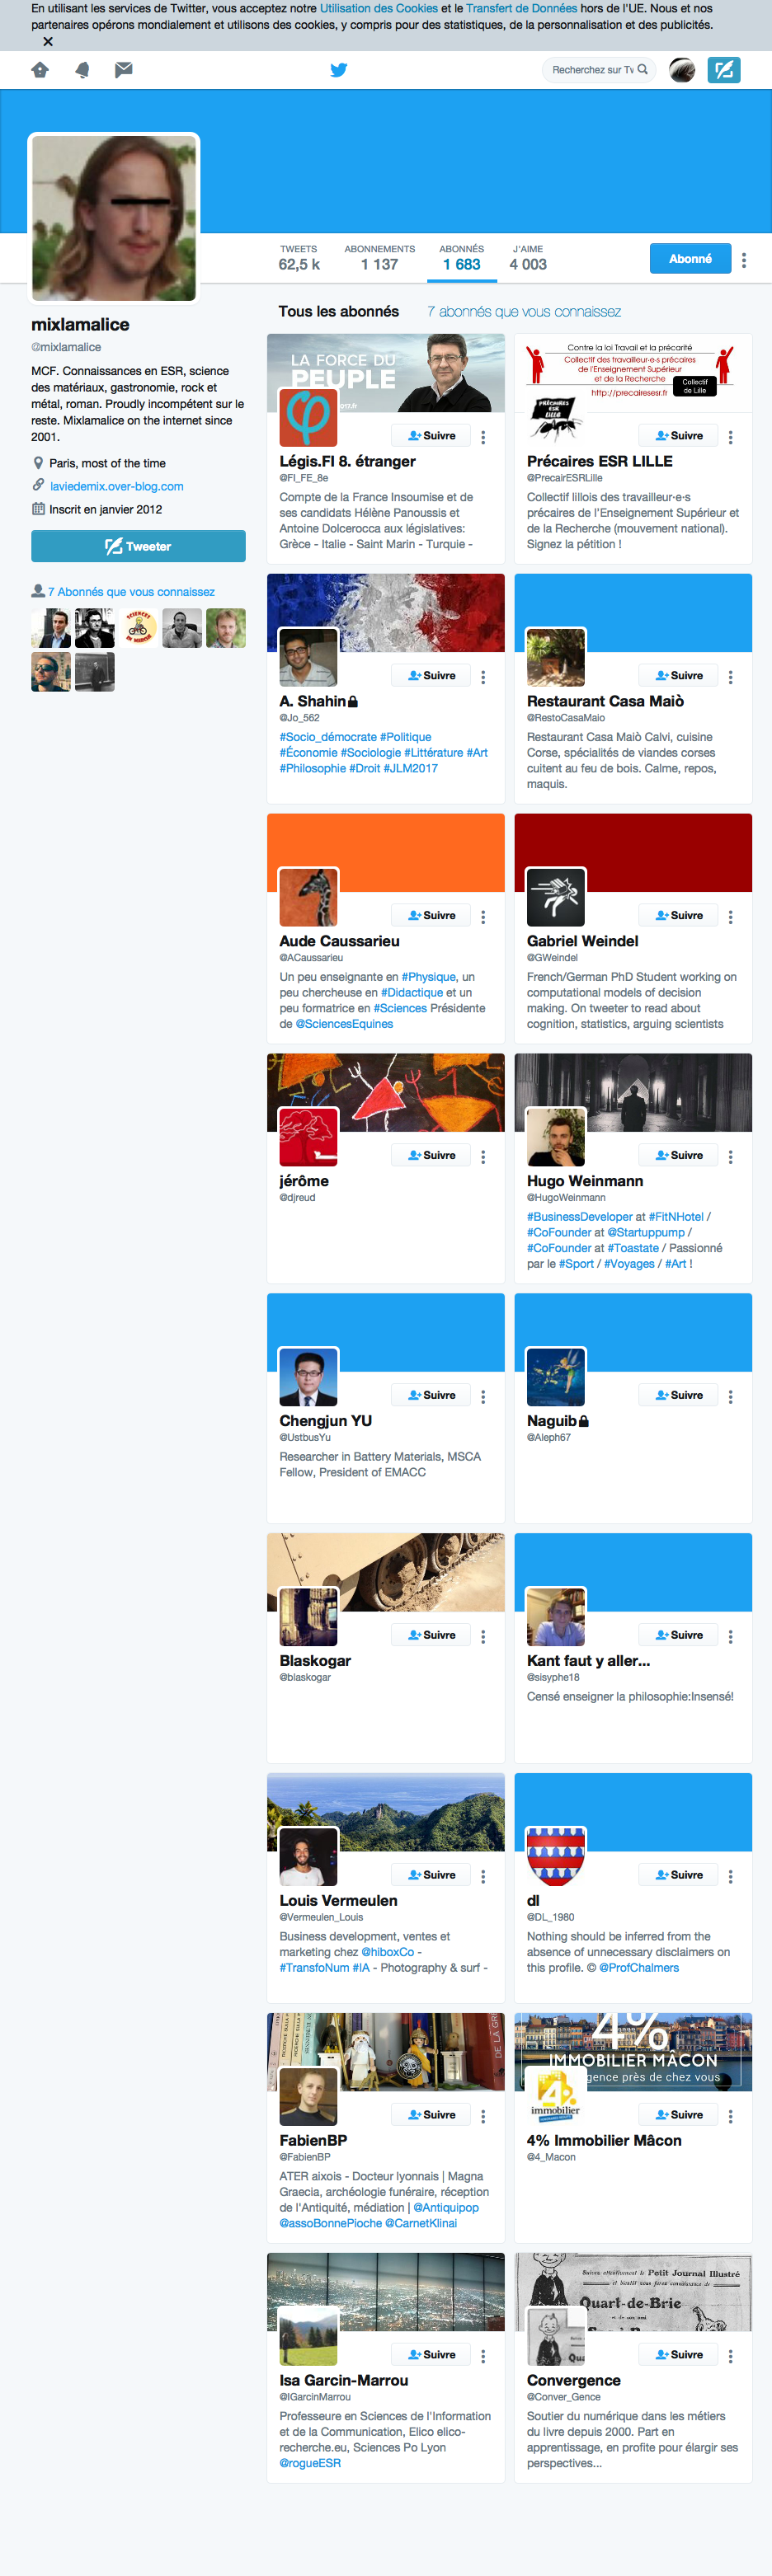 En utilisant les services de Twitter, vous acceptez notre Utilisation des Cookies et le Transfert de Données hors de l'UE. Nous et nos
partenaires opérons mondialement et utilisons des cookies, y compris pour des statistiques, de la personnalisation et des publicités.
Recherchez sur Tw
TWEETS
62,5 k
ABONNEMENTS
1 137
ABONNÉS
1 683
J'AIME
4 003
Abonné
mixlamalice
@mixlamalice
MCF. Connaissances en ESR, science
des matériaux, gastronomie, rock et
métal, roman. Proudly incompétent sur le
reste. Mixlamalice on the internet since
2001.
Paris, most of the time
laviedemix.over-blog.com
Inscrit en janvier 2012
Tweeter
7 Abonnés que vous connaissez
SCIENCES
Tous les abonnés
7 abonnés que vous connaissez
LA FORCE DU
PEUPLE
Suivre
Légis.FI 8. étranger
@FI_FE_8e
Compte de la France Insoumise et de
ses candidats Hélène Panoussis et
Antoine Dolcerocca aux législatives:
Grèce - Italie - Saint Marin - Turquie -
Contre la loi Travail et la précarité
Collectif des travailleur-e-s précaires
de l'Enseignement Supérieur
et de la Recherche
Collectif
de Lille
http://precairesesr.fr
PRÉCAIRES
ESR
LILLE
Suivre
Précaires ESR LILLE
@PrecairESRLille
Collectif lillois des travailleur·e·s
précaires de l'Enseignement Supérieur et
de la Recherche (mouvement national).
Signez la pétition !
Suivre
A. Shahin
@Jo_562
#Socio_démocrate #Politique
#Économie #Sociologie #Littérature #Art
#Philosophie #Droit #JLM2017
Suivre
Restaurant Casa Maiò
@RestoCasaMaio
Restaurant Casa Maiò Calvi, cuisine
Corse, spécialités de viandes corses
cuitent au feu de bois. Calme, repos,
maquis.
Suivre
Aude Caussarieu
@ACaussarieu
Un peu enseignante en #Physique, un
peu chercheuse en #Didactique et un
peu formatrice en #Sciences Présidente
de @SciencesEquines
Suivre
Gabriel Weindel
@GWeindel
French/German PhD Student working on
computational models of decision
making. On tweeter to read about
cognition, statistics, arguing scientists
Suivre
jérôme
@djreud
Suivre
Hugo Weinmann
@HugoWeinmann
#BusinessDeveloper at #FitNHotel /
#CoFounder at @Startuppump /
#CoFounder at #Toastate / Passionné
par le #Sport / #Voyages / #Art !
Suivre
Chengjun YU
@UstbusYu
Researcher in Battery Materials, MSCA
Fellow, President of EMACC
Suivre
Naguib
@Aleph67
Suivre
Blaskogar
@blaskogar
Suivre
Kant faut y aller...
@sisyphe18
Censé enseigner la philosophie:Insensé!
Suivre
Louis Vermeulen
@Vermeulen_Louis
Business development, ventes et
marketing chez @hiboxCo -
#TransfoNum #IA - Photography & surf -
Suivre
dl
@DL_1980
Nothing should be inferred from the
absence of unnecessary disclaimers on
this profile. © @ProfChalmers
DE LA GR
Suivre
FabienBP
@FabienBP
ATER aixois - Docteur lyonnais | Magna
Graecia, archéologie funéraire, réception
de l'Antiquité, médiation | @Antiquipop
@assoBonnePioche @CarnetKlinai
4%
IMMOBILIER MÂCON
gence près de chez vous
4%
immobilier
Suivre
4% Immobilier Mâcon
@4_Macon
Suivre
Isa Garcin-Marrou
@IGarcinMarrou
Professeure en Sciences de l'Information
et de la Communication, Elico elico-
recherche.eu, Sciences Po Lyon
@rogueESR
Petit Journal Illustré
Quart-de-Brie
Suivre
Convergence
@Conver_Gence
Soutier du numérique dans les métiers
du livre depuis 2000. Part en
apprentissage, en profite pour élargir ses
perspectives...